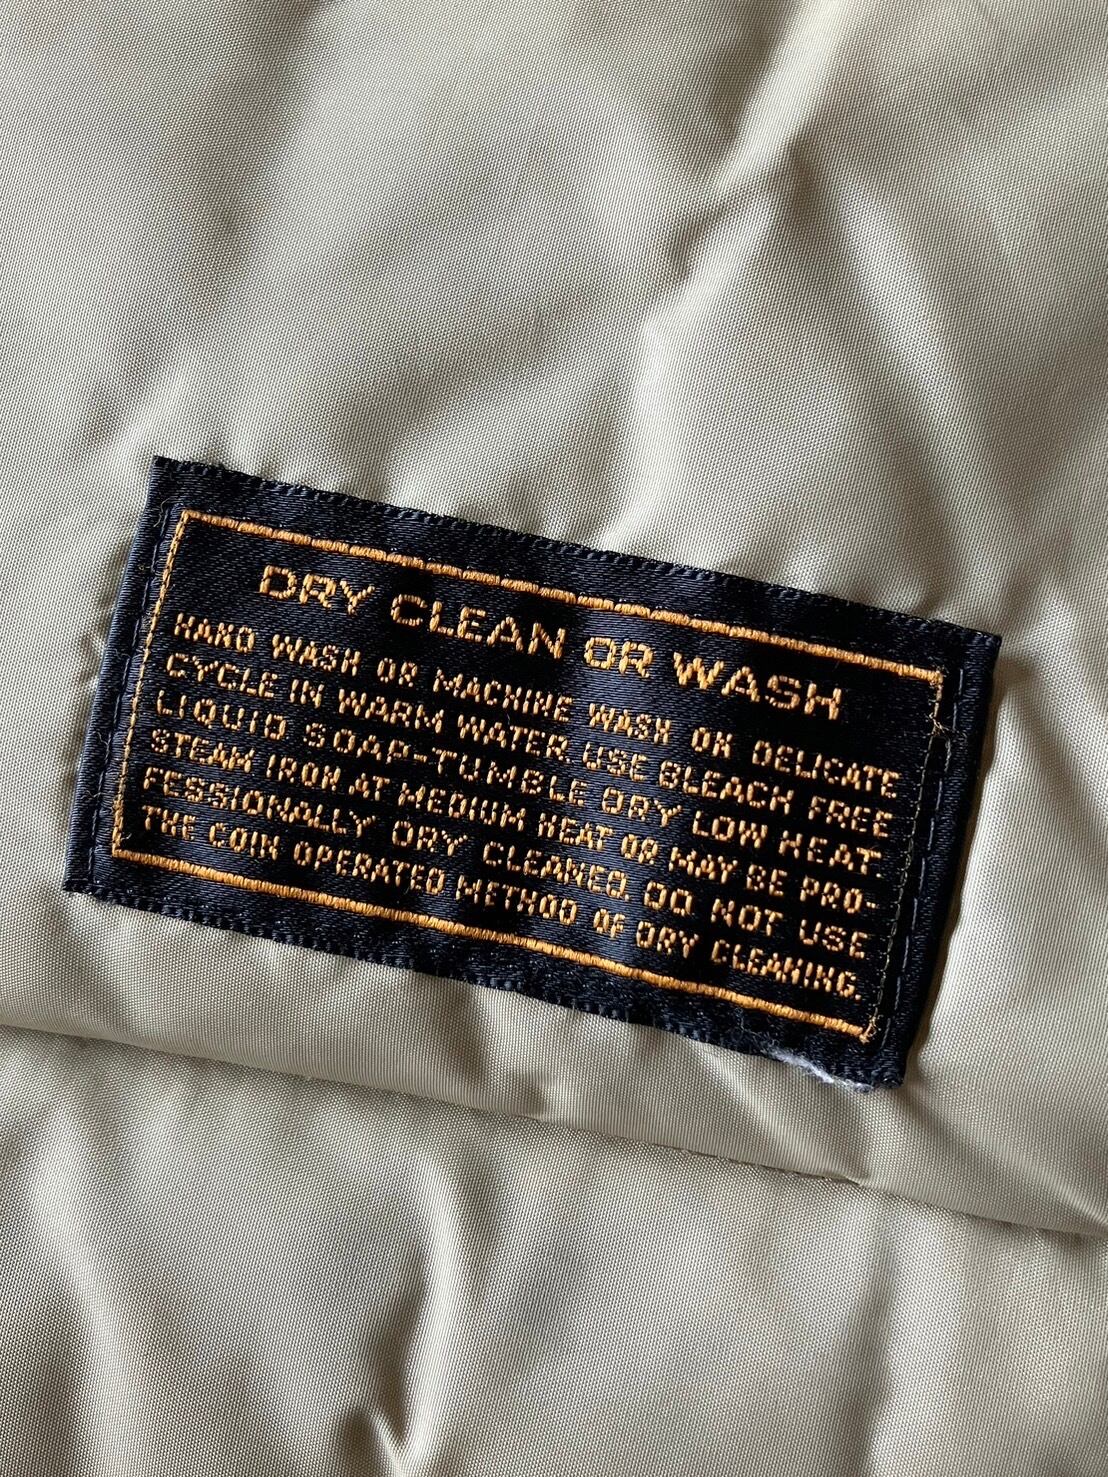 DRY CLEAN OR WASH
HAND WASH OR MACHINE WASH ON DELICATE
CYCLE IN WARM WATER USE BLEACH FREE
LIQUID SOAP-TUMBLE DRY LOW HEAT.
STEAM IRON AT MEDIUM HEAT OR MAY BE PRO-
FESSIONALLY DRY CLEANED. DO NOT USE
THE COIN OPERATED METHOD OF DRY CLEANING.